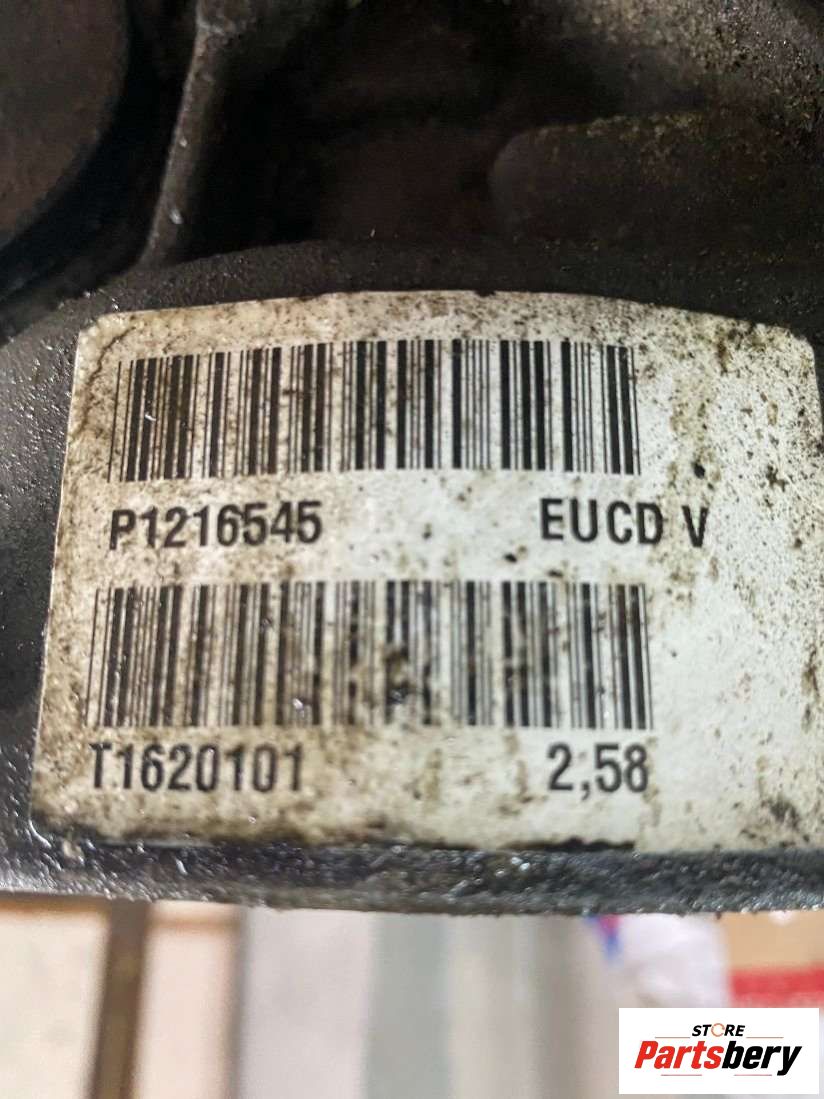 P1216545 EUCD V
T1620101 2,58
STORE
Partsbery